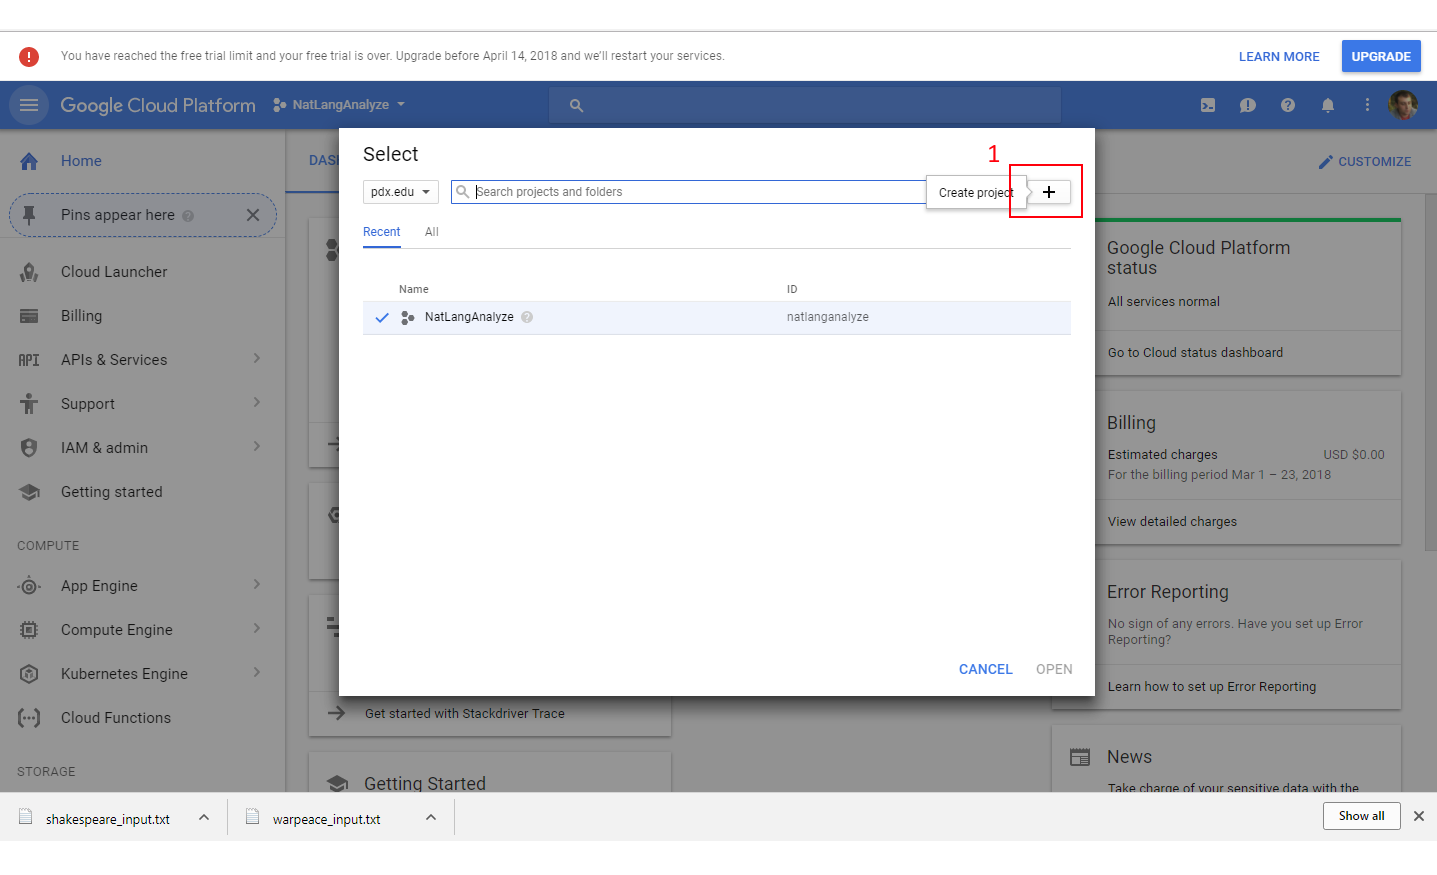 You have reached the free trial limit and your free trial is over. Upgrade before April 14, 2018 and we'll restart your services.
LEARN MORE
UPGRADE
Google Cloud Platform
NatLangAnalyze
Home
Pins appear here
Cloud Launcher
Billing
APIs & Services
Support
IAM & admin
Getting started
COMPUTE
App Engine
Compute Engine
Kubernetes Engine
Cloud Functions
STORAGE
CUSTOMIZE
Select
1
pdx.edu
Search projects and folders
Create project
Recent
All
Name
ID
NatLangAnalyze
natlanganalyze
CANCEL
OPEN
Get started with Stackdriver Trace
Getting Started
Google Cloud Platform
status
All services normal
Go to Cloud status dashboard
Billing
Estimated charges
USD $0.00
For the billing period Mar 1 – 23, 2018
View detailed charges
Error Reporting
No sign of any errors. Have you set up Error
Reporting?
Learn how to set up Error Reporting
News
Take charge of your sensitive data with the
shakespeare_input.txt
warpeace_input.txt
Show all